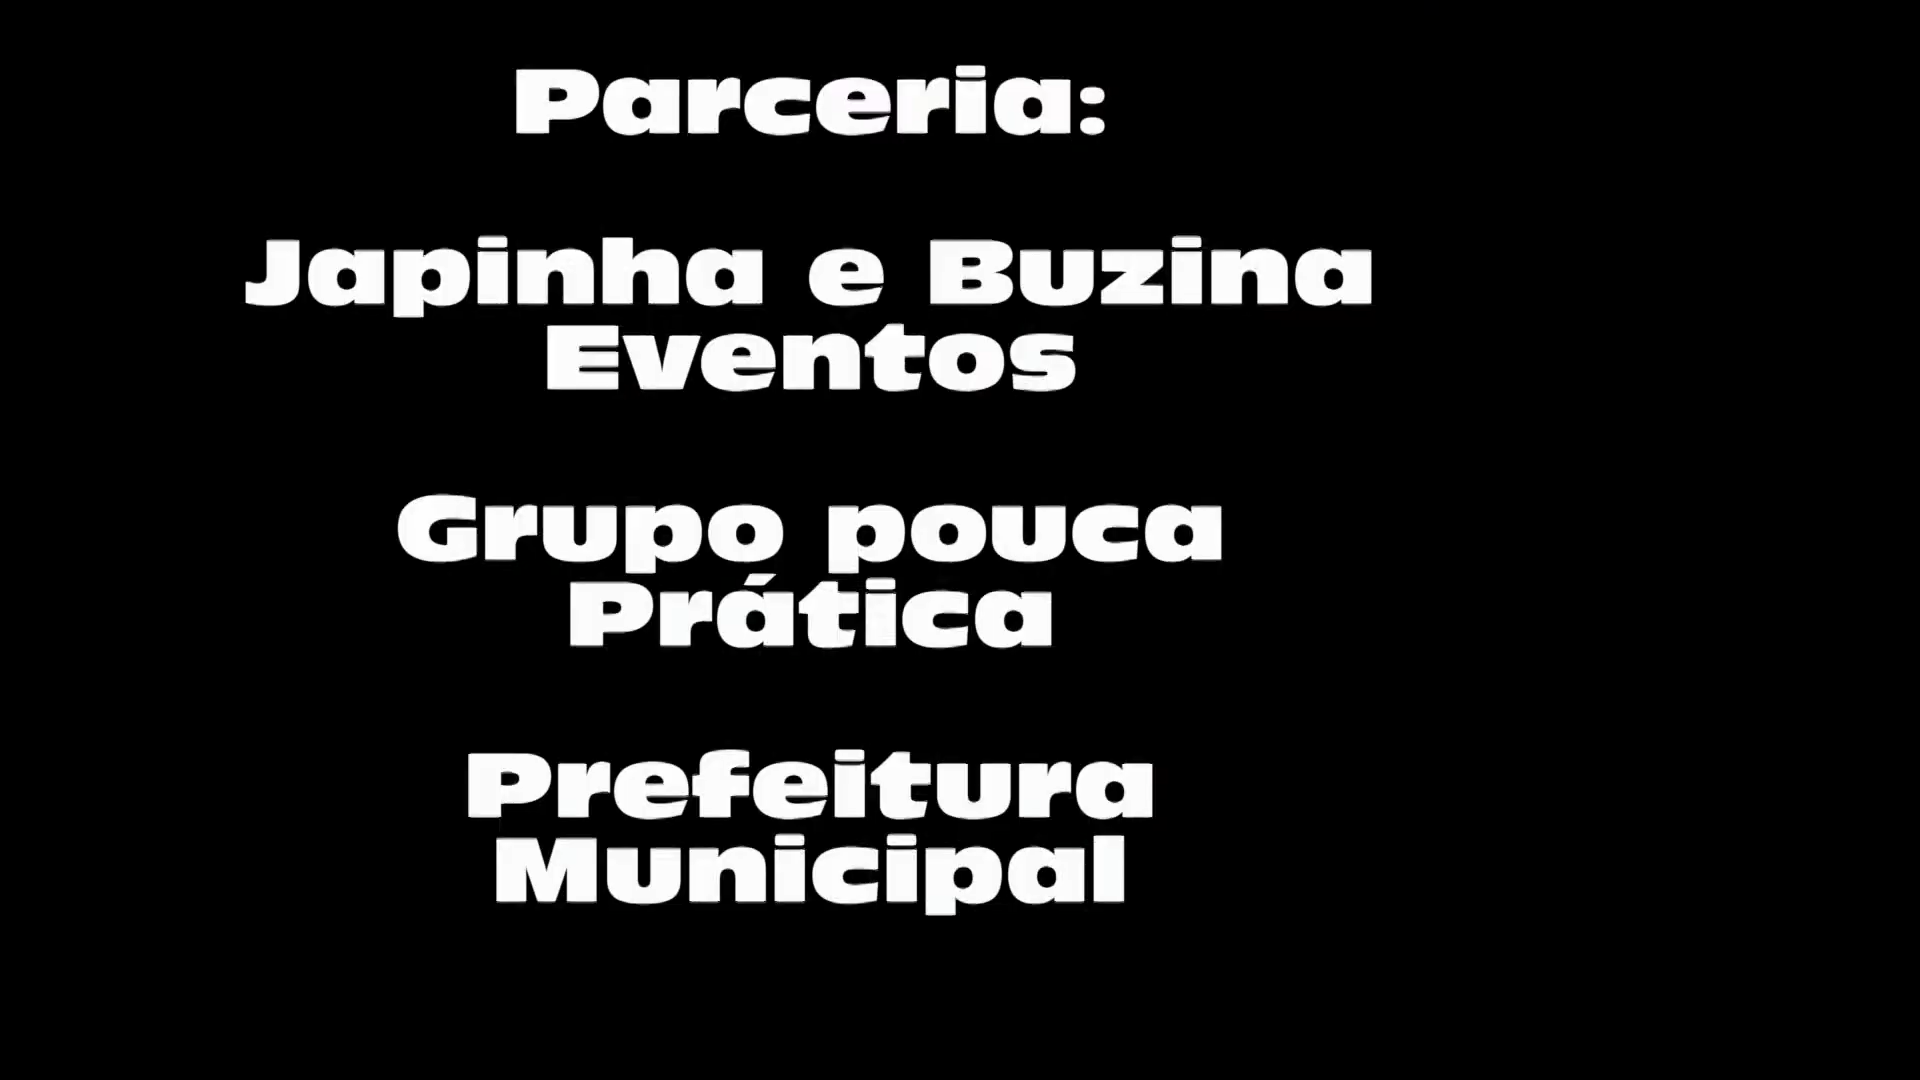 Parceria:
Japinha e Buzina
Eventos
Grupo pouca
Prática
Prefeitura
Municipal